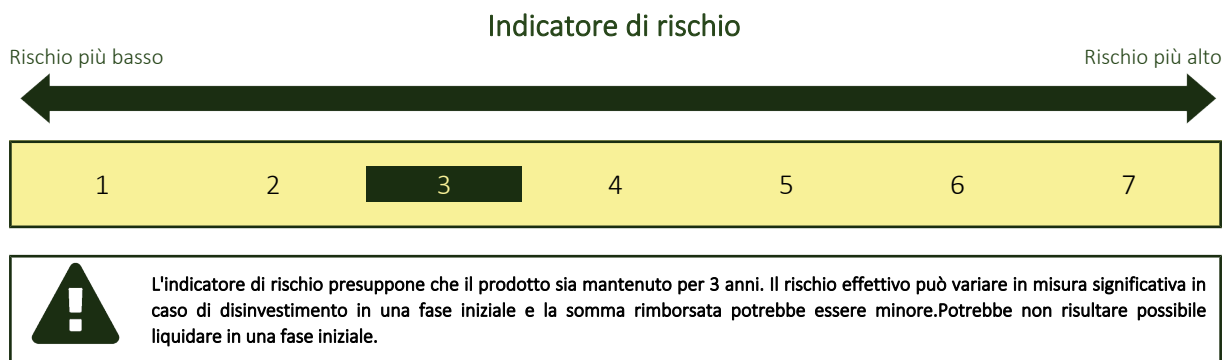 Indicatore di rischio
Rischio più basso
Rischio più alto
1 2 3 4 5 6 7
L'indicatore di rischio presuppone che il prodotto sia mantenuto per 3 anni. Il rischio effettivo può variare in misura significativa in
caso di disinvestimento in una fase iniziale e la somma rimborsata potrebbe essere minore.Potrebbe non risultare possibile
liquidare in una fase iniziale.